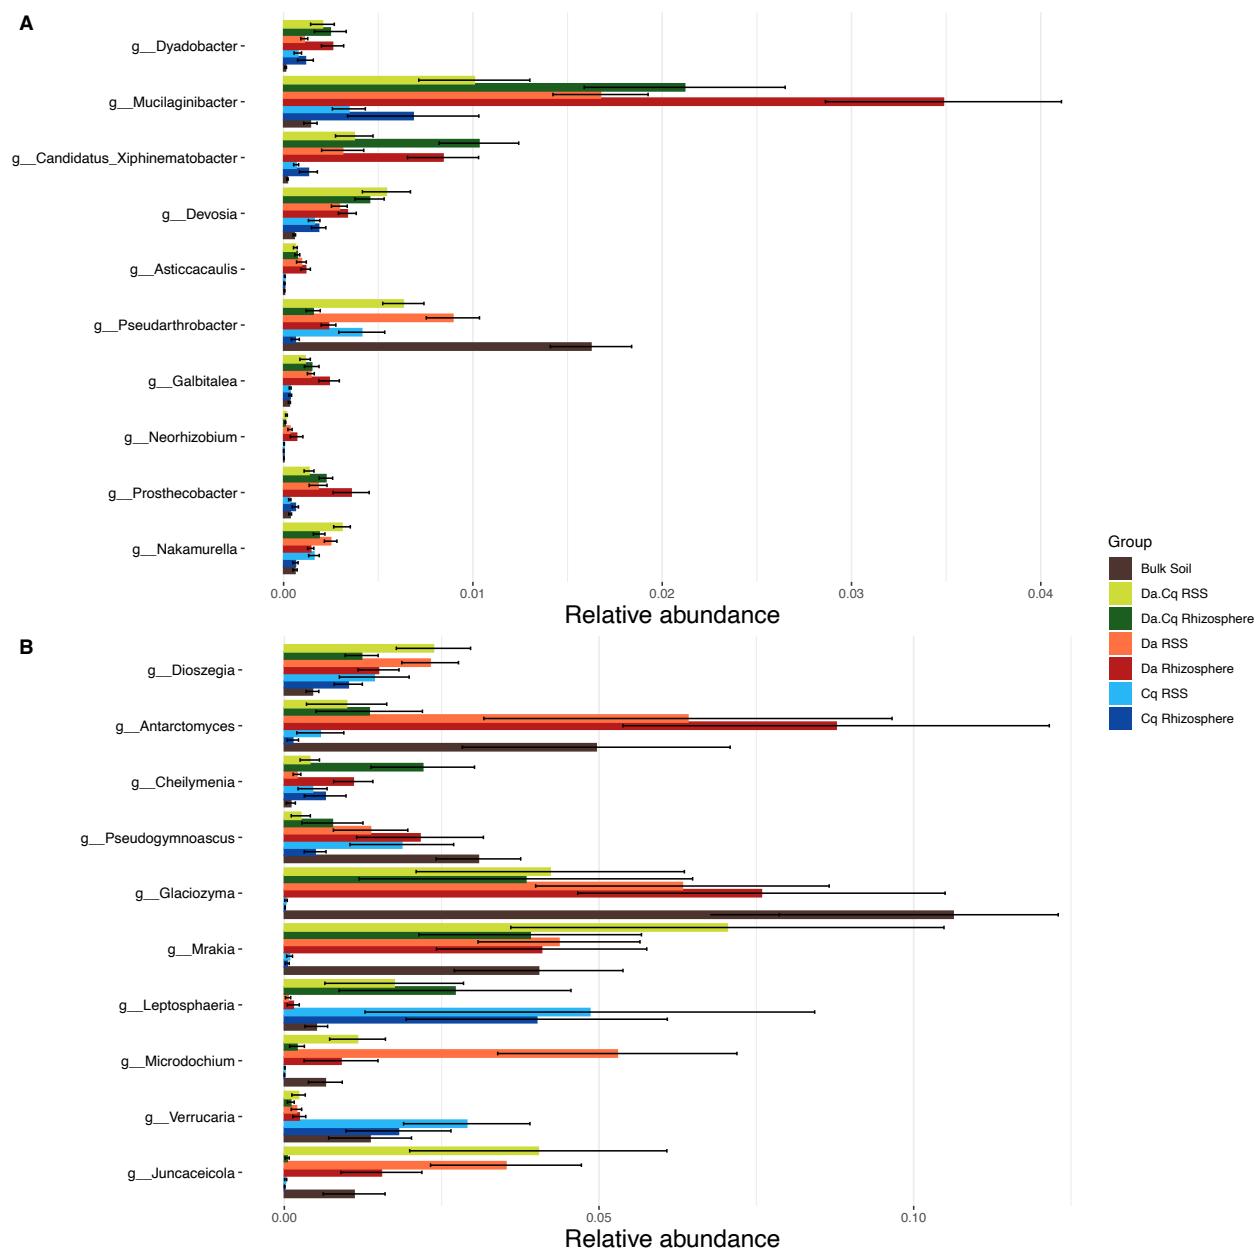 A
g__Dyadobacter
g__Mucilaginibacter
g__Candidatus_Xiphinematobacter
g__Devosia
g__Asticcacaulis
g__Pseudarthrobacter
g__Galbitalea
g__Neorhizobium
g__Prosthecobacter
g__Nakamurella
0.00 0.01 0.02 0.03 0.04
Relative abundance
Group
Bulk Soil
Da.Cq RSS
Da.Cq Rhizosphere
Da RSS
Da Rhizosphere
Cq RSS
Cq Rhizosphere
B
g__Dioszegia
g__Antarctomyces
g__Cheilymenia
g__Pseudogymnoascus
g__Glaciozyma
g__Mrakia
g__Leptosphaeria
g__Microdochium
g__Verrucaria
g__Juncaceicola
0.00 0.05 0.10
Relative abundance